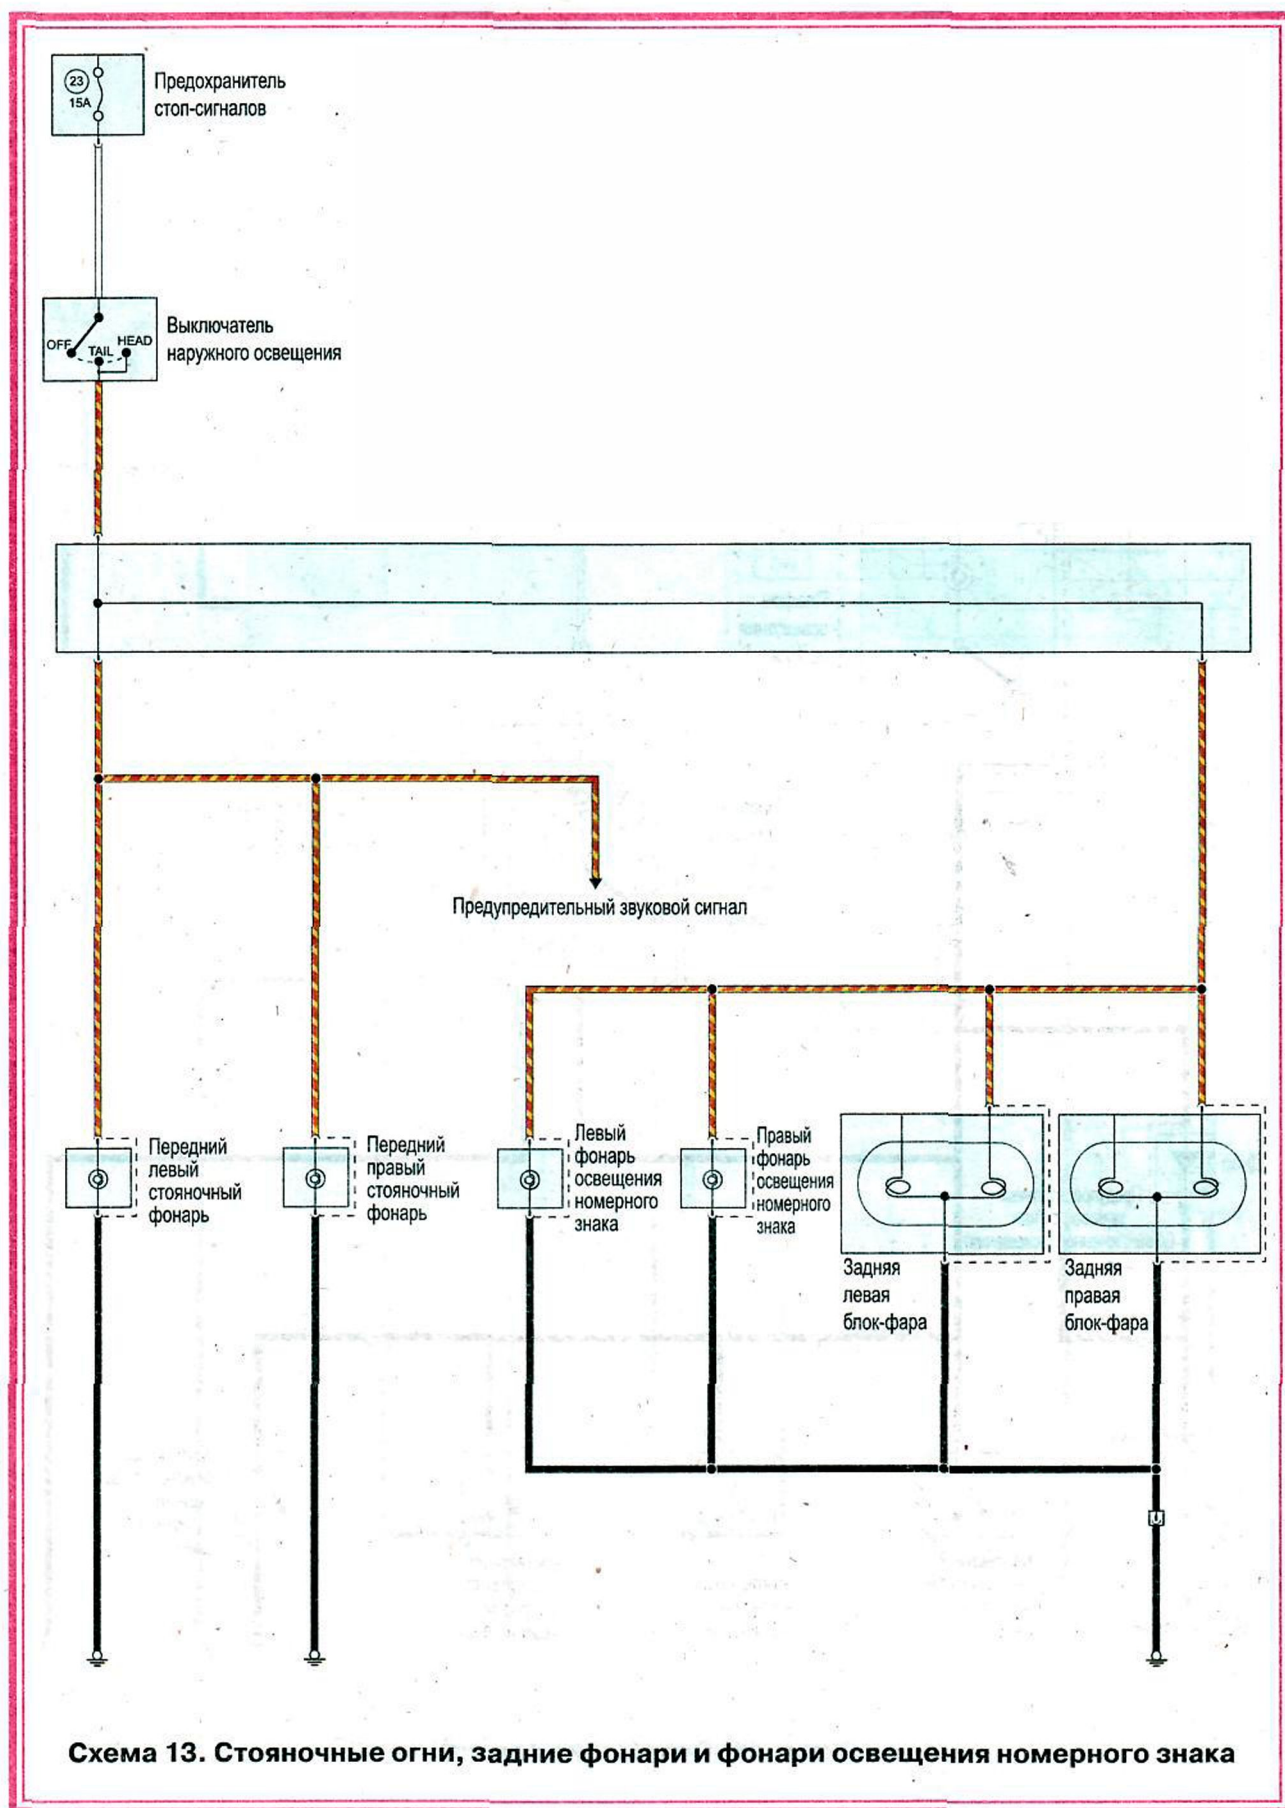 23
15A
Предохранитель
стоп-сигналов
OFF
TAIL
HEAD
Выключатель
наружного освещения
Предупредительный звуковой сигнал
Передний
левый
стояночный
фонарь
Передний
правый
стояночный
фонарь
Левый
фонарь
освещения
номерного
знака
Правый
фонарь
освещения
номерного
знака
Задняя
левая
блок-фара
Задняя
правая
блок-фара
Схема 13. Стояночные огни, задние фонари и фонари освещения номерного знака